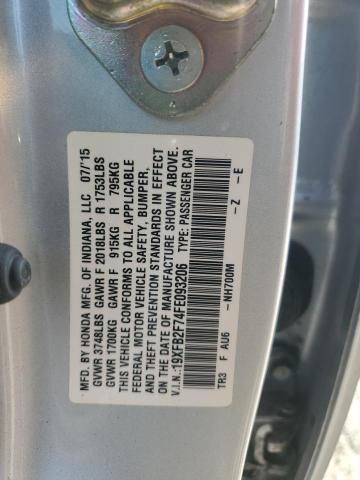 MFD. BY HONDA MFG. OF INDIANA, LLC 07/'15
GVWR 3748LBS GAWR F 2018LBS R 1753LBS
GVWR 1700KG GAWR F 915KG R 795KG
THIS VEHICLE CONFORMS TO ALL APPLICABLE
FEDERAL MOTOR VEHICLE SAFETY, BUMPER,
AND THEFT PREVENTION STANDARDS IN EFFECT
ON THE DATE OF MANUFACTURE SHOWN ABOVE.
V.I.N.:19XFB2F74FE093206 TYPE: PASSENGER CAR
TR3 F AU6 -NH700M -Z -E